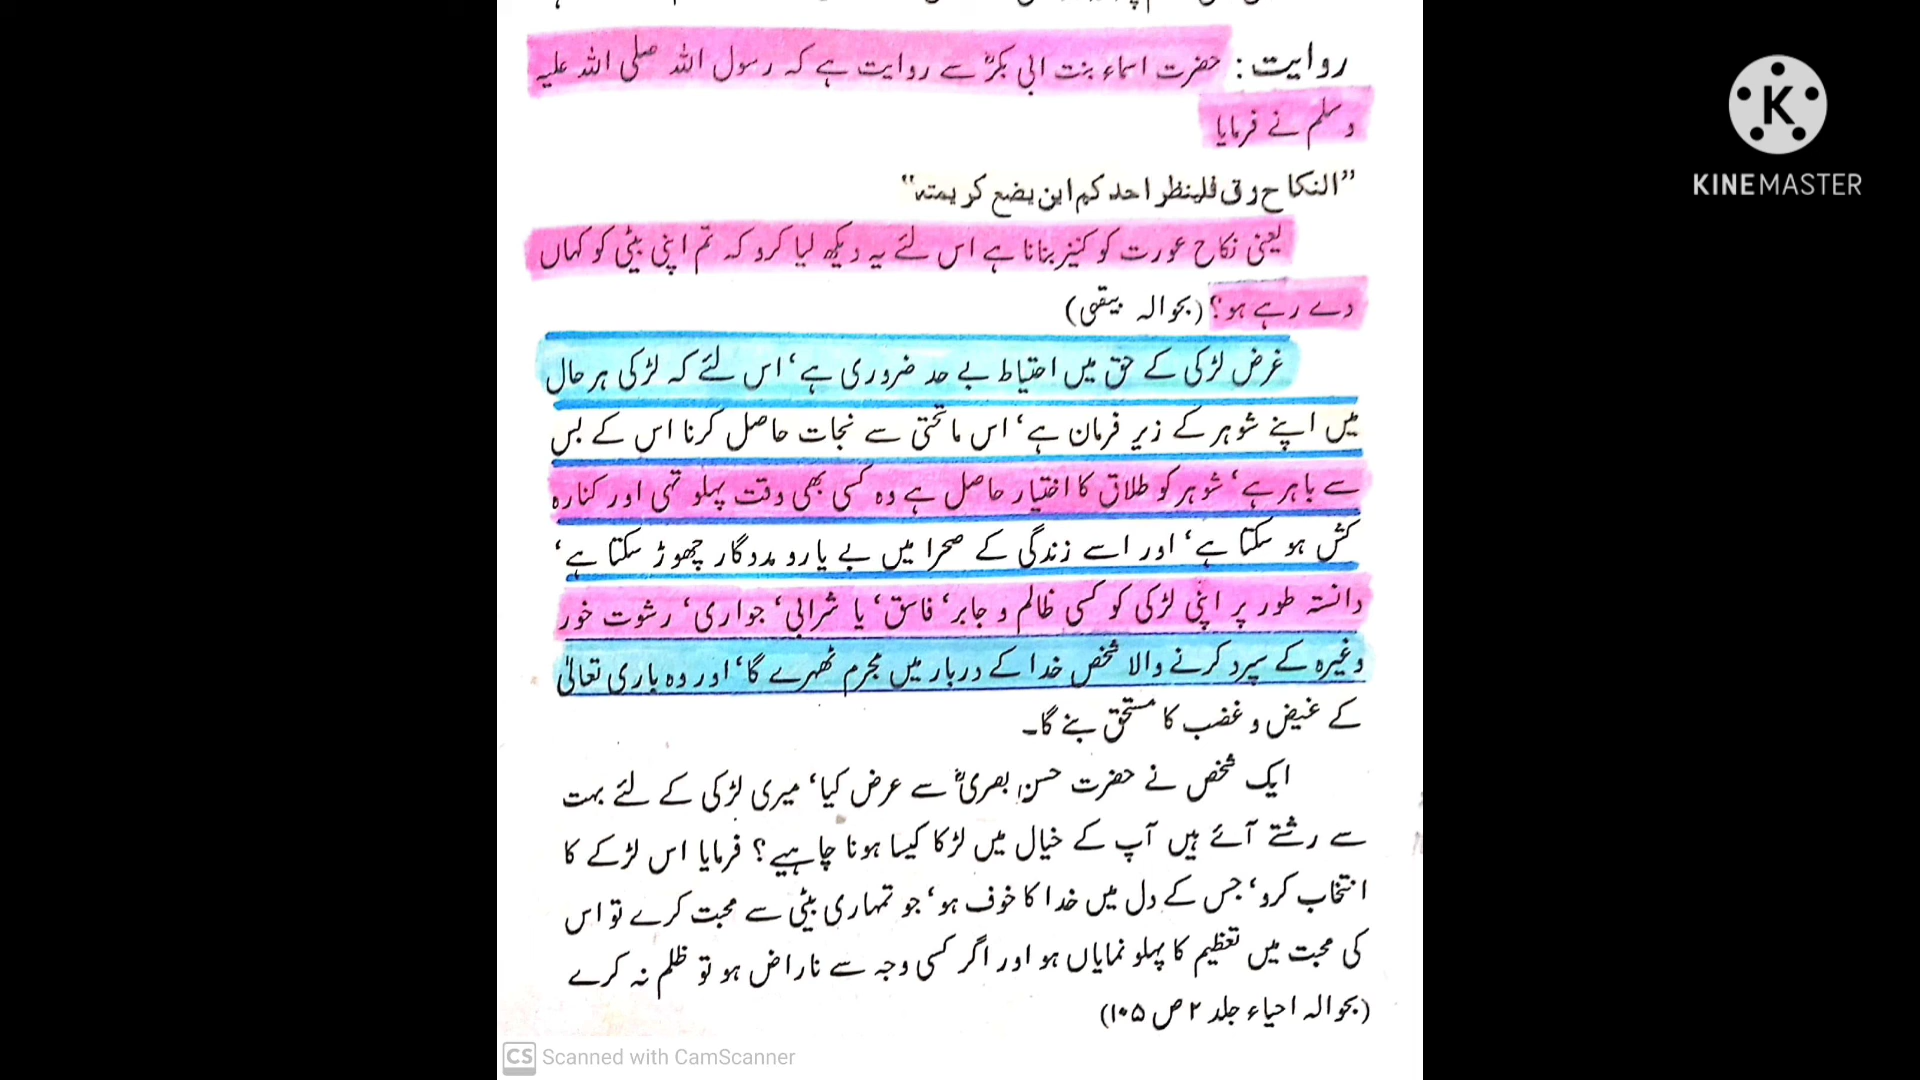 روایت : حضرت اسماء بنت ابی بکرؓ سے روایت ہے کہ رسول اللہ صلی اللہ علیہ
وسلم نے فرمایا
”النکاح رق فلینظر احدکم این یضع کریمتہ“
یعنی نکاح عورت کو کنیز بنانا ہے اس لئے یہ دیکھ لیا کرو کہ تم اپنی بیٹی کو کہاں
دے رہے ہو؟ (بحوالہ بیہقی)
غرض لڑکی کے حق میں احتیاط بے حد ضروری ہے‘ اس لئے کہ لڑکی ہر حال
میں اپنے شوہر کے زیر فرمان ہے‘ اس ماتحتی سے نجات حاصل کرنا اس کے بس
سے باہر ہے‘ شوہر کو طلاق کا اختیار حاصل ہے وہ کسی بھی وقت پہلو تہی اور کنارہ
کش ہو سکتا ہے‘ اور اسے زندگی کے صحرا میں بے یارو مددگار چھوڑ سکتا ہے‘
دانستہ طور پر اپنی لڑکی کو کسی ظالم و جابر‘ فاسق‘ یا شرابی‘ جواری‘ رشوت خور
وغیرہ کے سپرد کرنے والا شخص خدا کے دربار میں مجرم ٹھہرے گا‘ اور وہ باری تعالیٰ
کے غیض و غضب کا مستحق بنے گا۔
ایک شخص نے حضرت حسن بصریؒ سے عرض کیا‘ میری لڑکی کے لئے بہت
سے رشتے آئے ہیں آپ کے خیال میں لڑکا کیسا ہونا چاہیے؟ فرمایا اس لڑکے کا
انتخاب کرو‘ جس کے دل میں خدا کا خوف ہو‘ جو تمہاری بیٹی سے محبت کرے تو اس
کی محبت میں تعظیم کا پہلو نمایاں ہو اور اگر کسی وجہ سے ناراض ہو تو ظلم نہ کرے
(بحوالہ احیاء جلد ۲ ص ۱۰۵)
CS Scanned with CamScanner
K
KINEMASTER